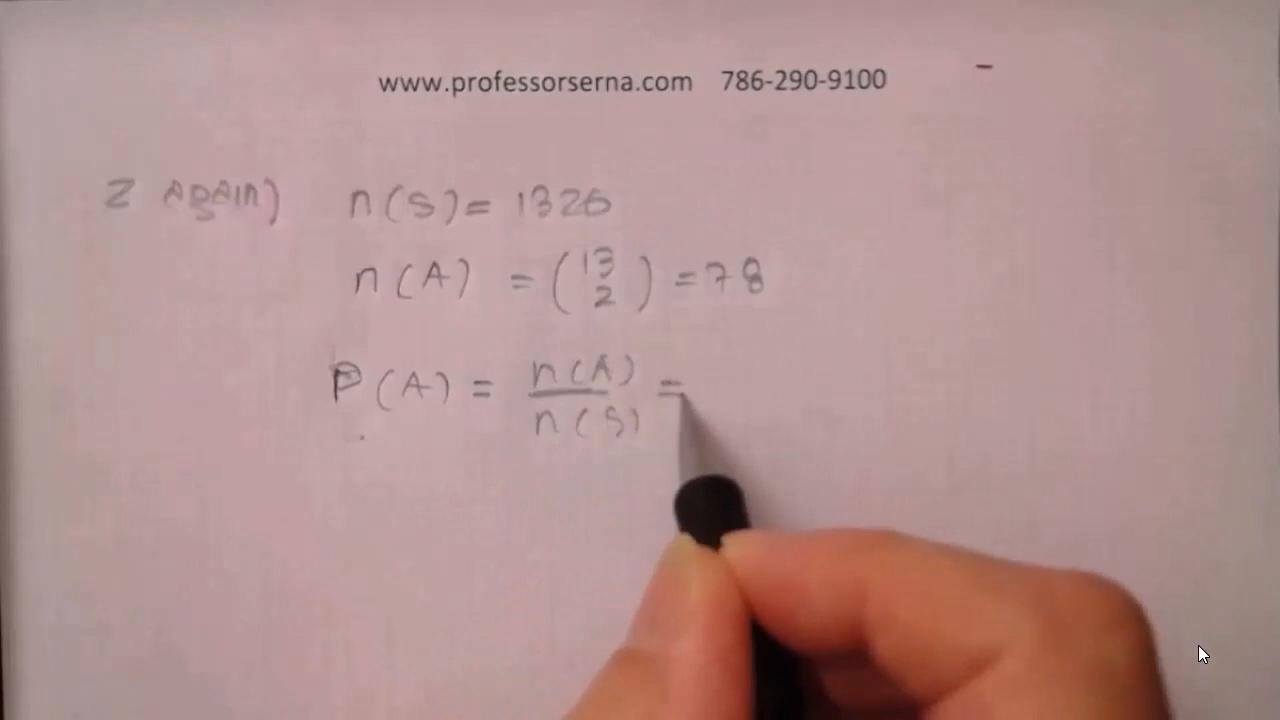 www.professorserna.com 786-290-9100
2 AGAIN) n(S) = 1326
n(A) = (13 2) = 78
P(A) = n(A) / n(S) =